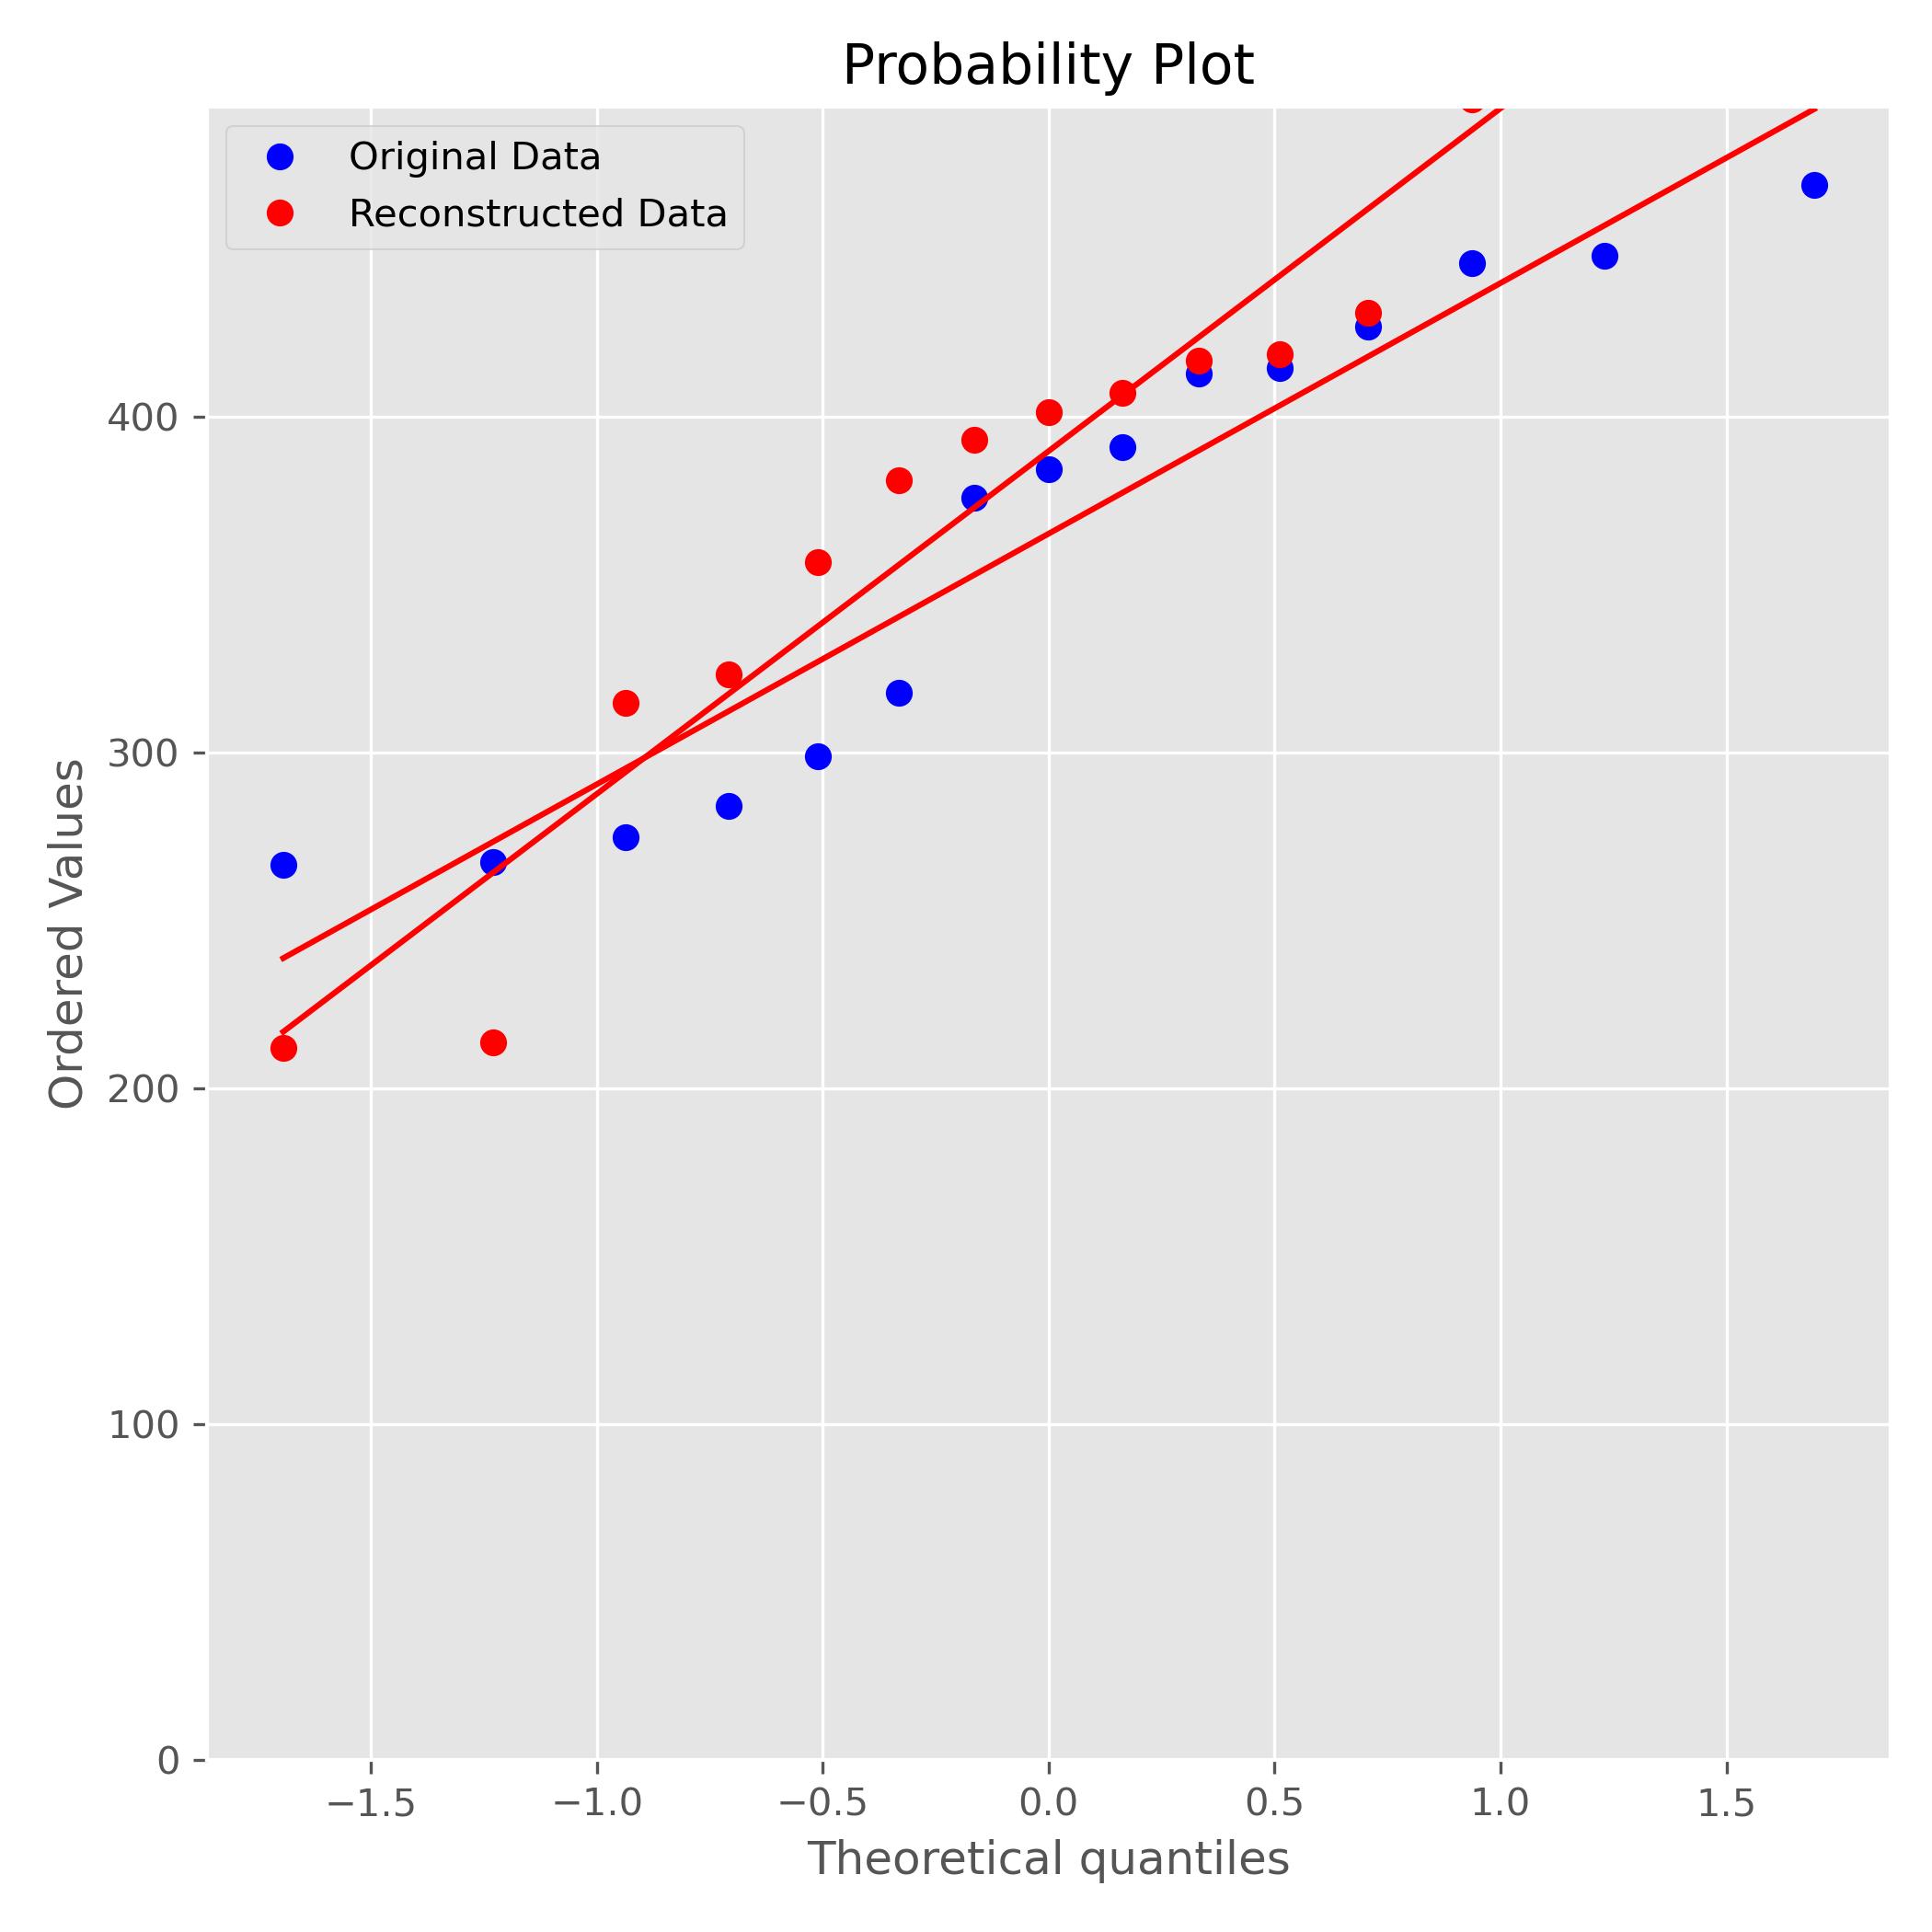 Probability Plot
Original Data
Reconstructed Data
400
300
200
100
0
Ordered Values
−1.5
−1.0
−0.5
0.0
0.5
1.0
1.5
Theoretical quantiles